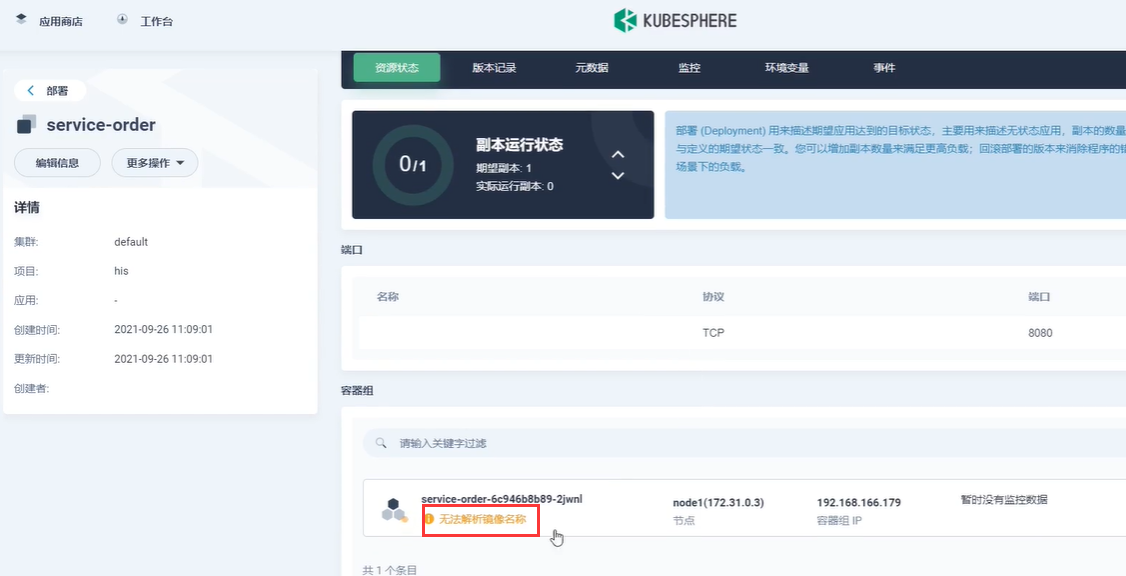 应用商店 工作台 KUBESPHERE
部署
service-order
编辑信息 更多操作
详情
集群: default
项目: his
应用: -
创建时间: 2021-09-26 11:09:01
更新时间: 2021-09-26 11:09:01
创建者:
资源状态 版本记录 元数据 监控 环境变量 事件
0/1
副本运行状态
期望副本: 1
实际运行副本: 0
部署 (Deployment) 用来描述期望应用达到的目标状态，主要用来描述无状态应用，副本的数量
与定义的期望状态一致。您可以增加副本数量来满足更高负载；回滚部署的版本来消除程序的错
场景下的负载。
端口
名称 协议 端口
TCP 8080
容器组
请输入关键字过滤
service-order-6c946b8b89-2jwnl
无法解析镜像名称
node1(172.31.0.3)
节点
192.168.166.179
容器组 IP
暂时没有监控数据
共 1 个条目